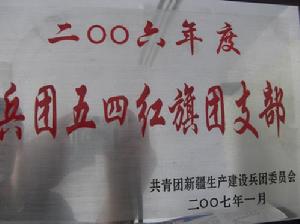 二〇〇六年度
兵团五四红旗团支部
共青团新疆生产建设兵团委员会
二〇〇七年一月